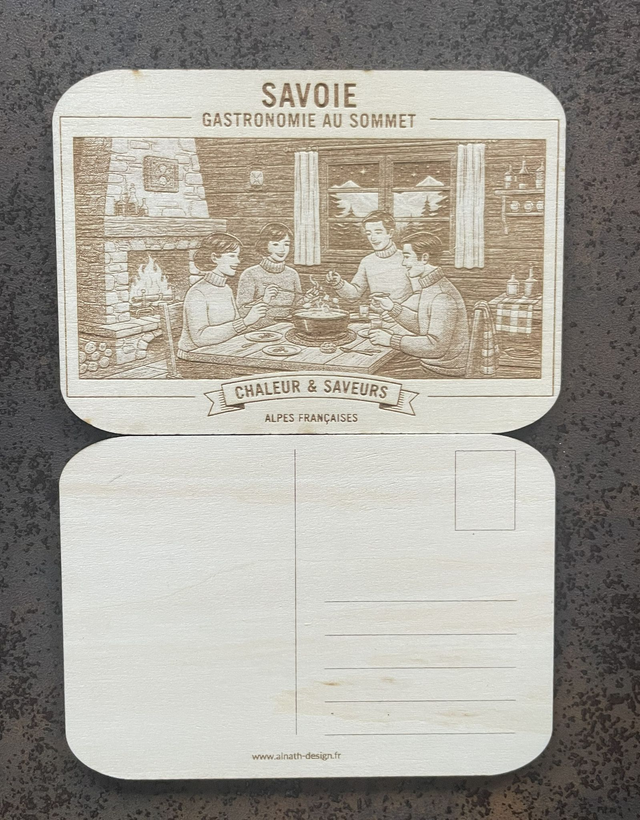 SAVOIE
GASTRONOMIE AU SOMMET
CHALEUR & SAVEURS
ALPES FRANÇAISES
www.alnath-design.fr